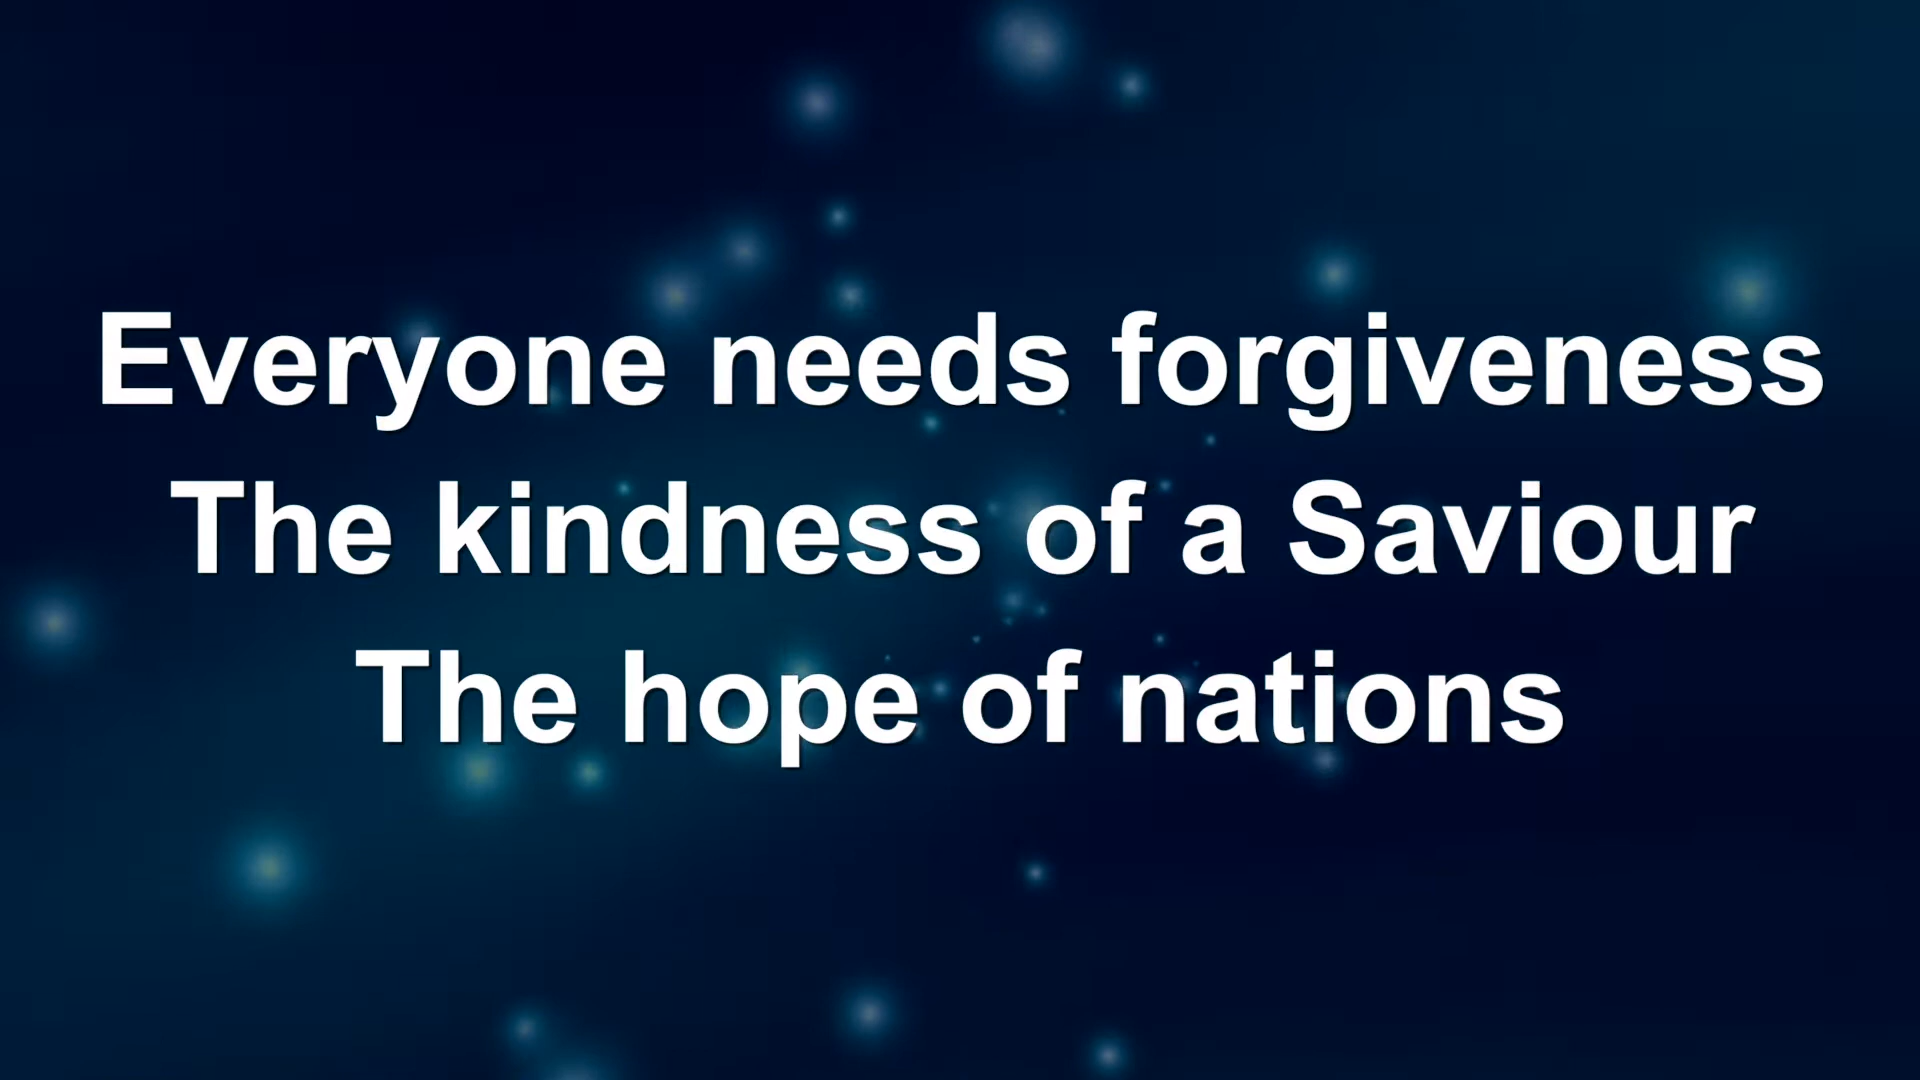 Everyone needs forgiveness
The kindness of a Saviour
The hope of nations